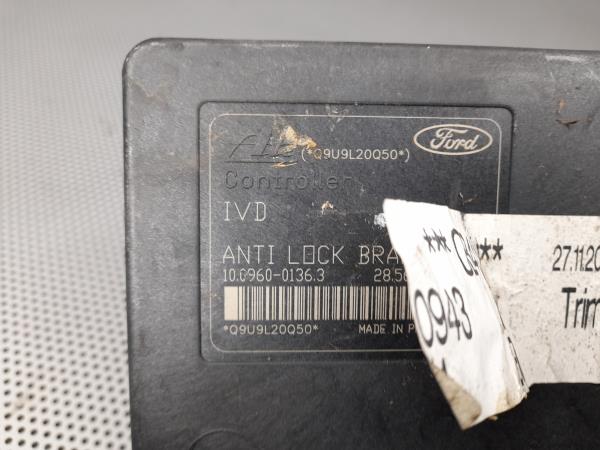 Ate (*Q9U9L20Q50*)
Ford
Controller
IVD
ANTI LOCK BRA
10.0960-0136.3 28.5
*Q9U9L20Q50* MADE IN
** Q **
27.11.20
0943
Trim